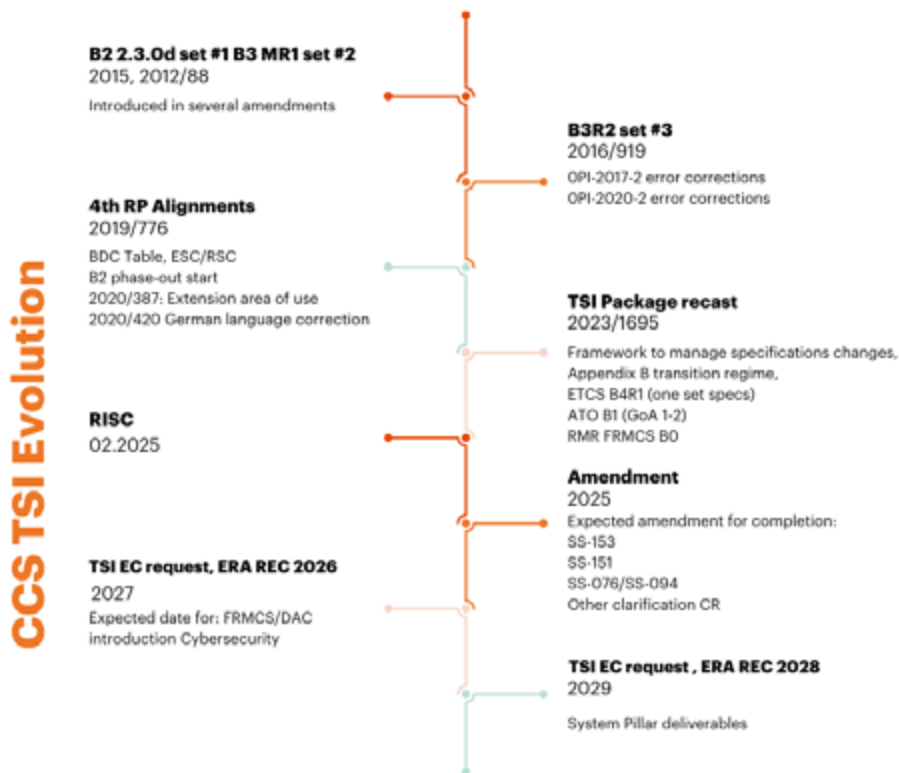 CCS TSI Evolution
B2 2.3.0d set #1 B3 MR1 set #2
2015, 2012/88
Introduced in several amendments
B3R2 set #3
2016/919
OPI-2017-2 error corrections
OPI-2020-2 error corrections
4th RP Alignments
2019/776
BDC Table, ESC/RSC
B2 phase-out start
2020/387: Extension area of use
2020/420 German language correction
TSI Package recast
2023/1695
Framework to manage specifications changes,
Appendix B transition regime,
ETCS B4R1 (one set specs)
ATO B1 (GoA 1-2)
RMR FRMCS B0
RISC
02.2025
Amendment
2025
Expected amendment for completion:
SS-153
SS-151
SS-076/SS-094
Other clarification CR
TSI EC request, ERA REC 2026
2027
Expected date for: FRMCS/DAC
introduction Cybersecurity
TSI EC request , ERA REC 2028
2029
System Pillar deliverables